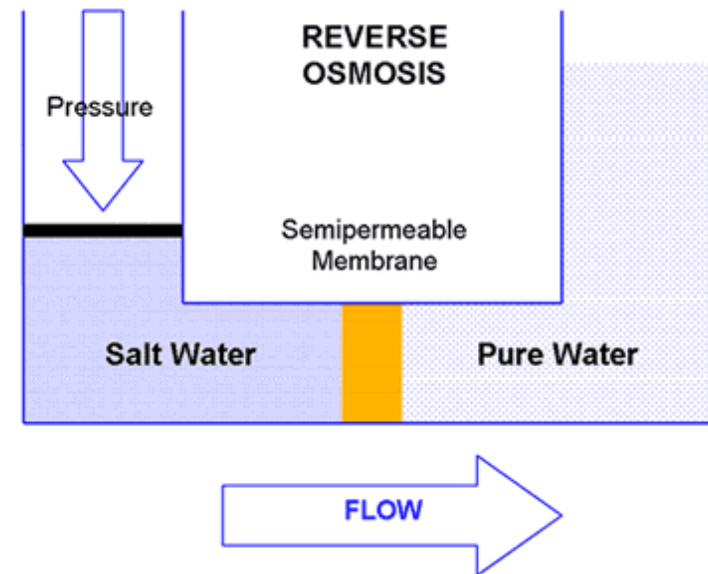 REVERSE
OSMOSIS
Pressure
Semipermeable
Membrane
Salt Water
Pure Water
FLOW